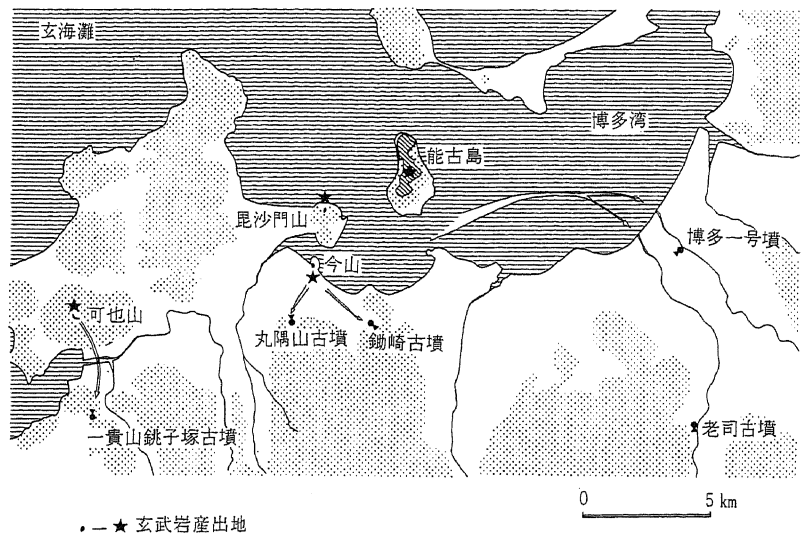 玄海灘
博多湾
能古島
毘沙門山
博多一号墳
今山
可也山
丸隅山古墳
鋤崎古墳
一貴山銚子塚古墳
老司古墳
0 5 km
★ 玄武岩産出地